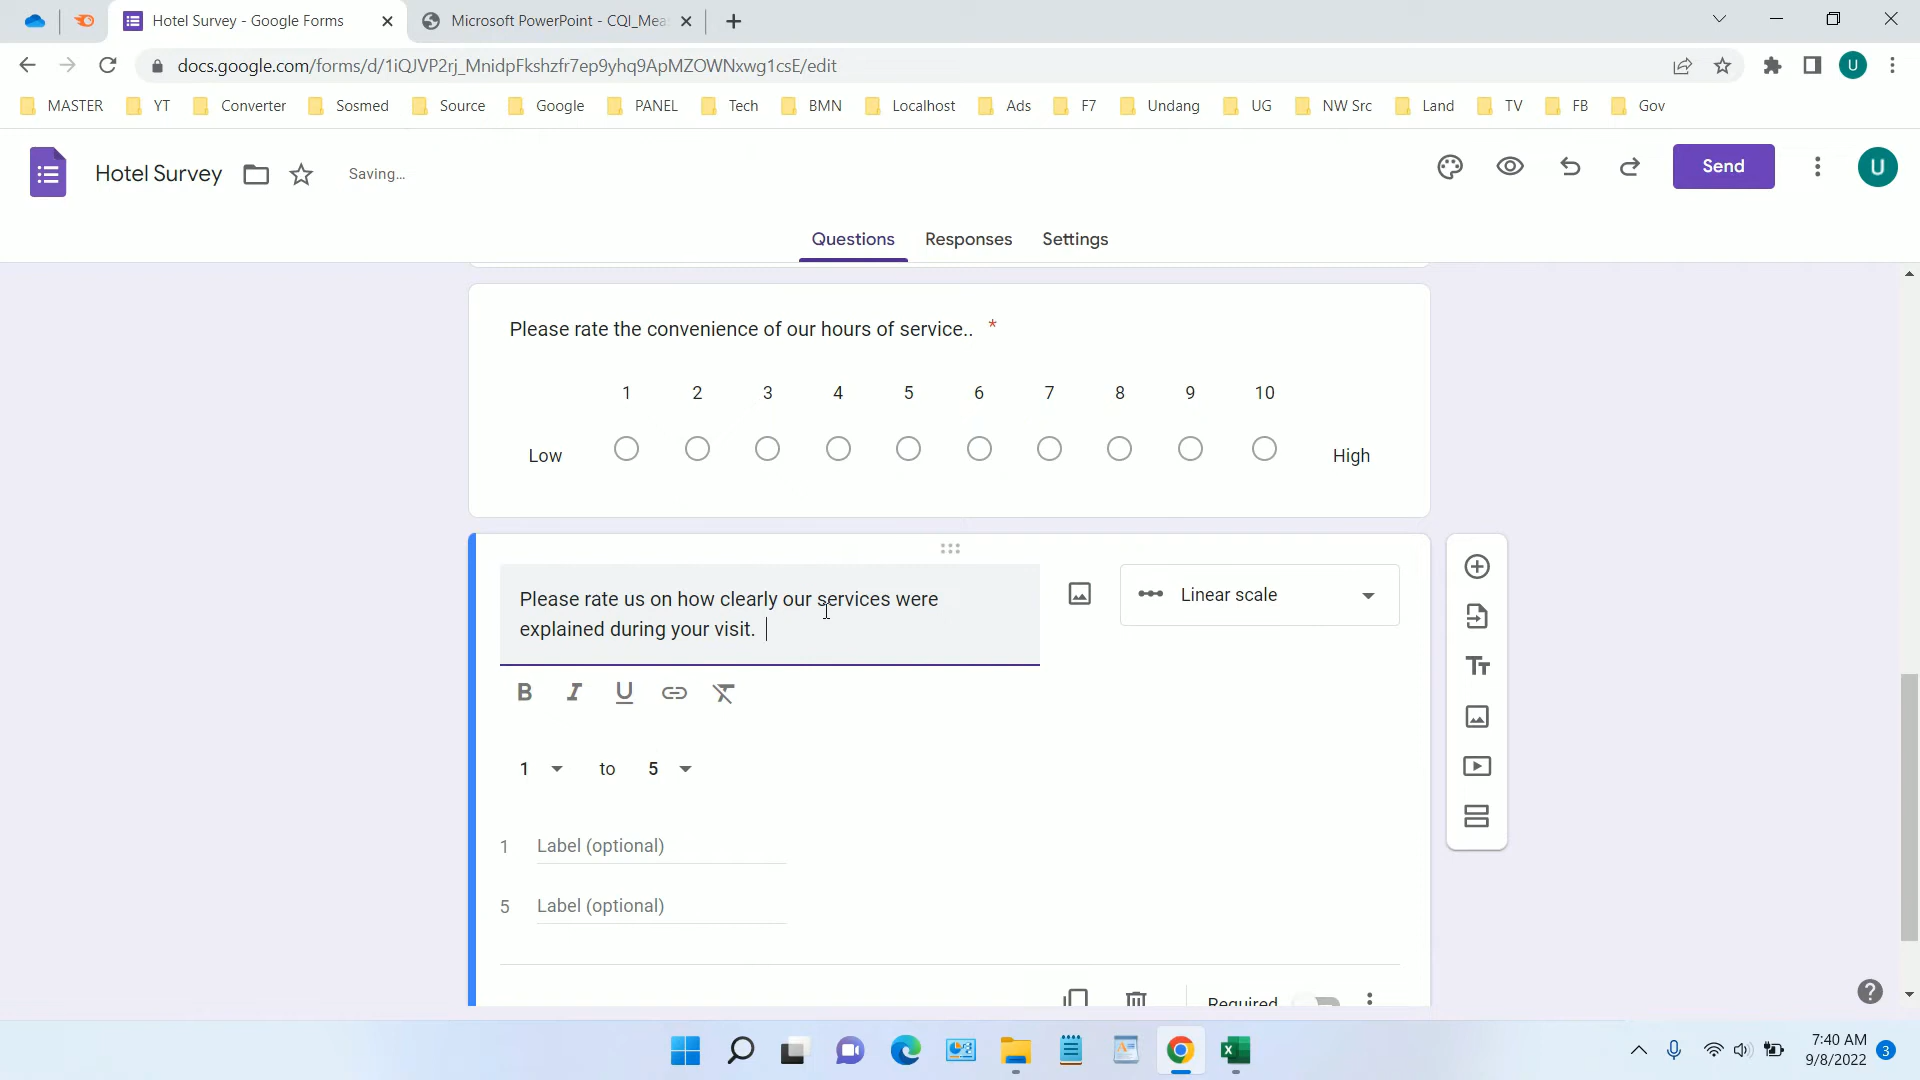 Hotel Survey - Google Forms
Microsoft PowerPoint - CQI_Mea
docs.google.com/forms/d/1iQJVP2rj_MnidpFkshzfr7ep9yhq9ApMZOWNxwg1csE/edit
U
MASTER YT Converter Sosmed Source Google PANEL Tech BMN Localhost Ads F7 Undang UG NW Src Land TV FB Gov
Hotel Survey
Saving...
Send
U
Questions Responses Settings
Please rate the convenience of our hours of service.. *
1 2 3 4 5 6 7 8 9 10
Low High
Please rate us on how clearly our services were
explained during your visit.
Linear scale
B I U
1 to 5
1 Label (optional)
5 Label (optional)
Required
7:40 AM
9/8/2022
3